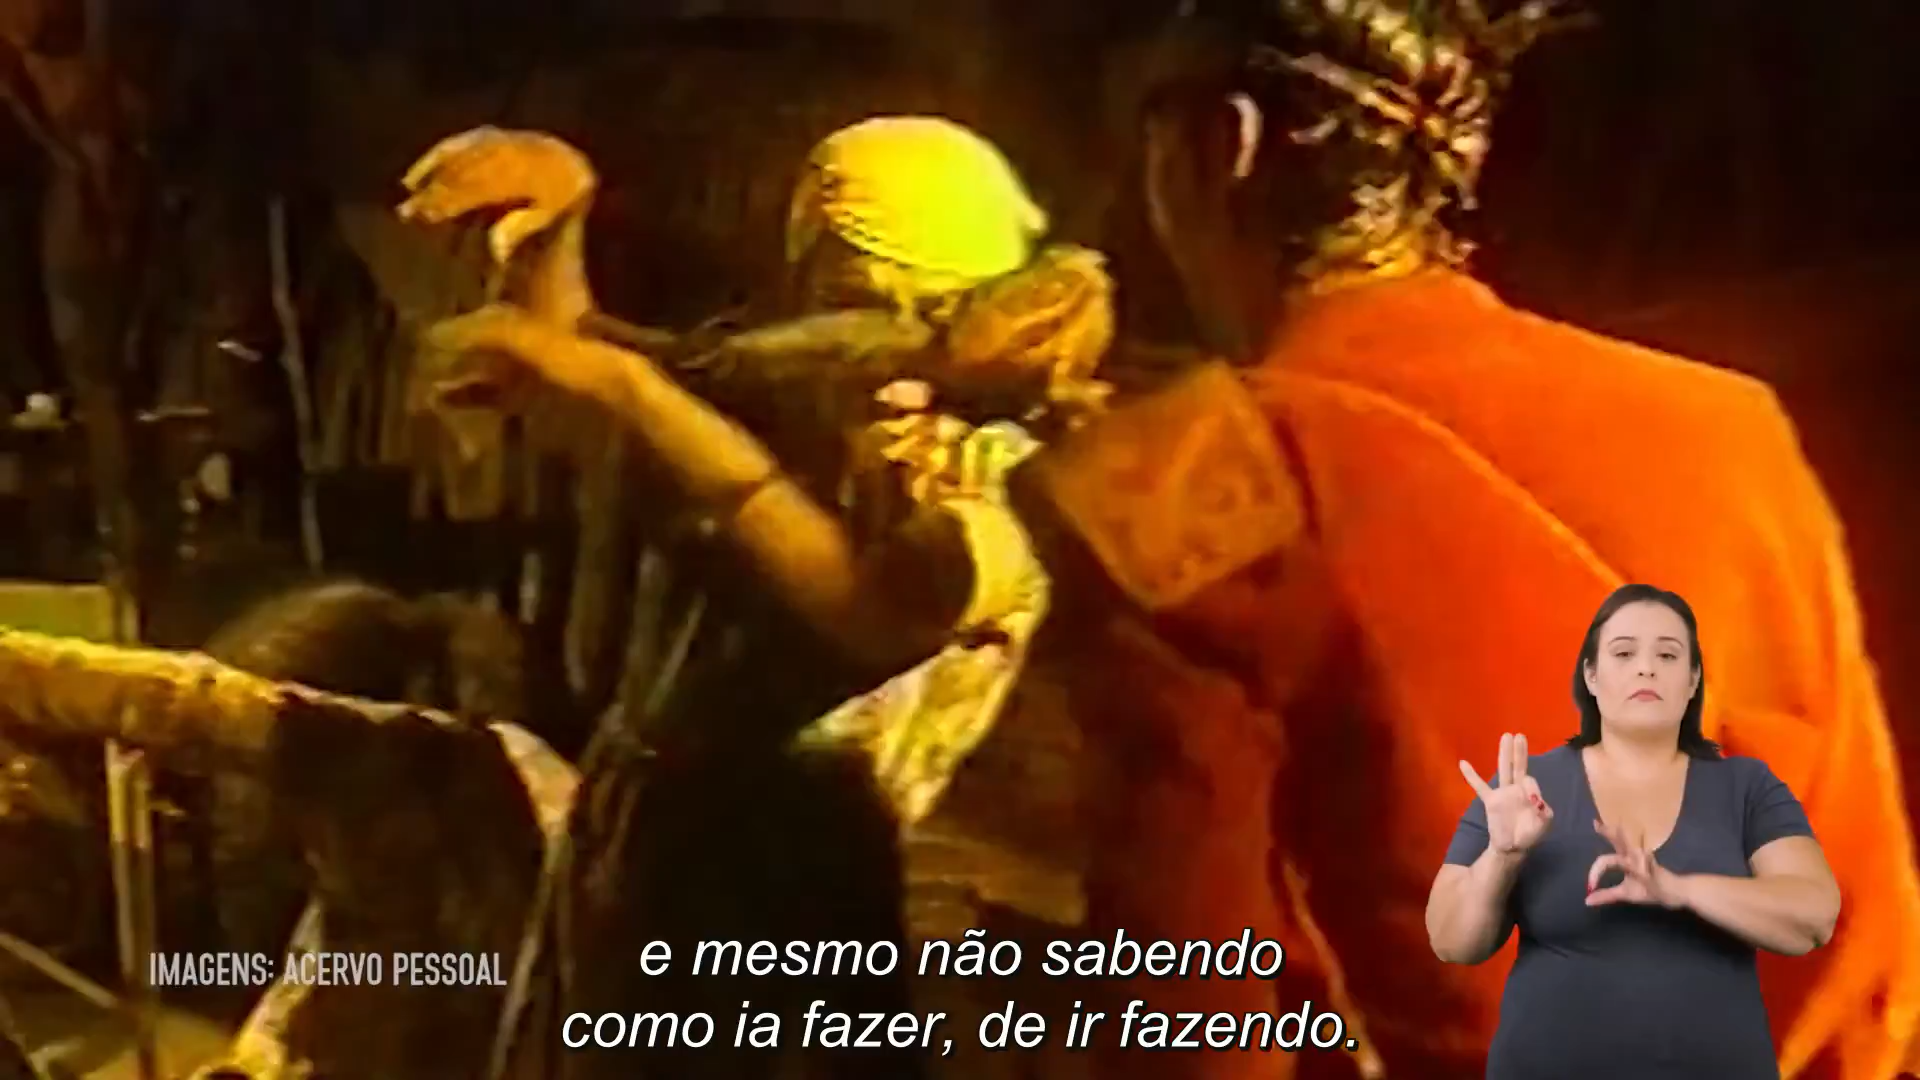 IMAGENS: ACERVO PESSOAL
e mesmo não sabendo
como ia fazer, de ir fazendo.